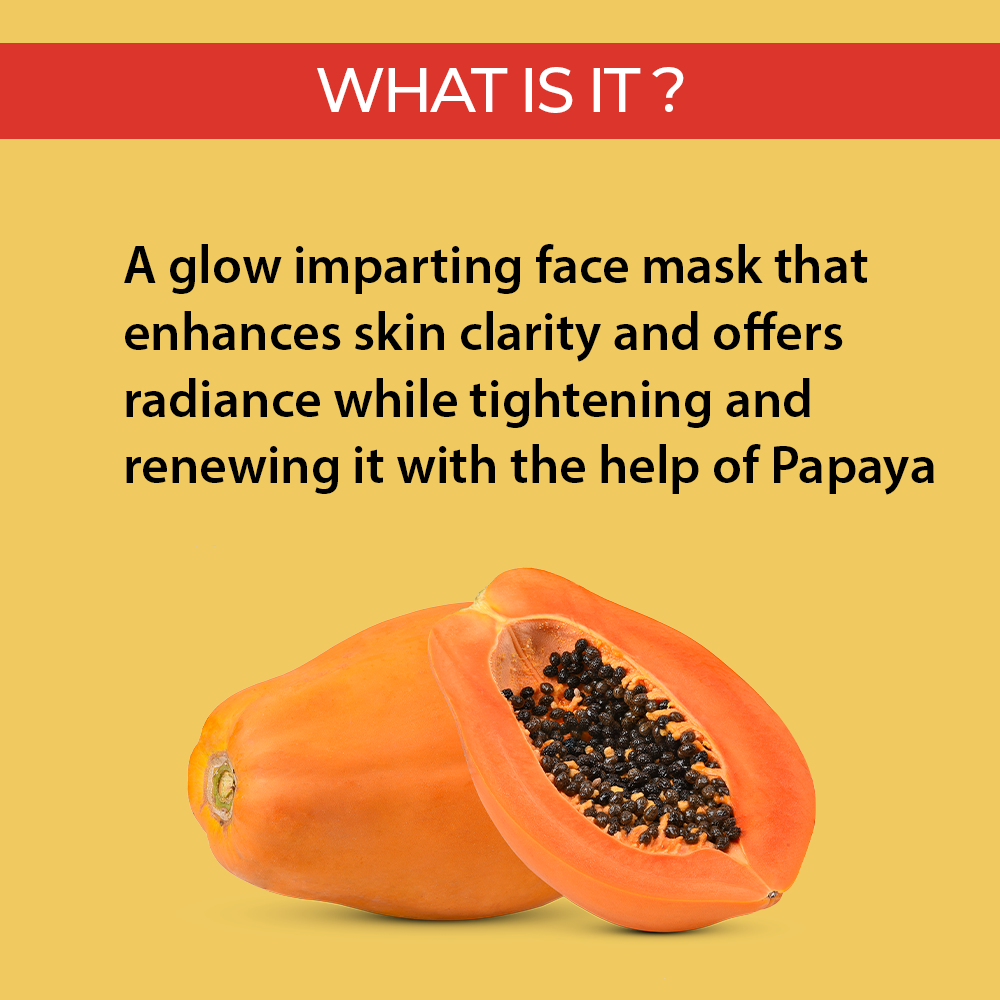 WHAT IS IT ?
A glow imparting face mask that
enhances skin clarity and offers
radiance while tightening and
renewing it with the help of Papaya